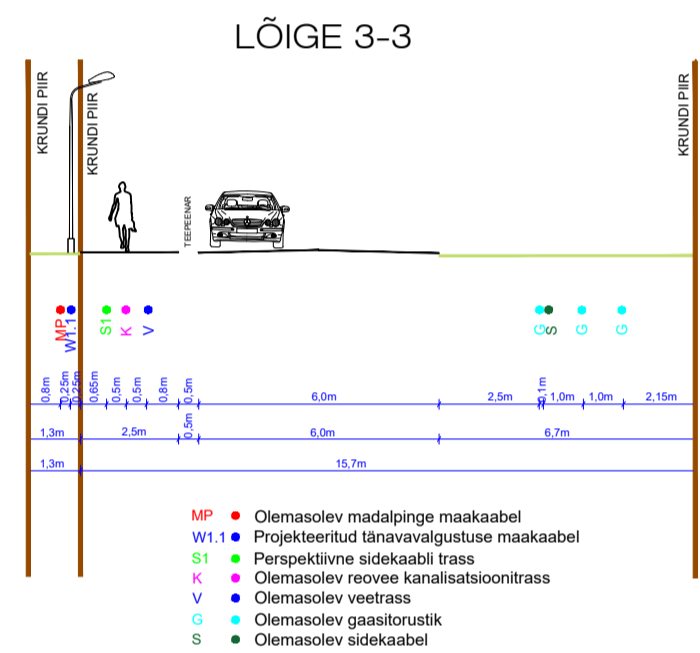 LÕIGE 3-3
KRUNDI PIIR
KRUNDI PIIR
TEEPEENAR
KRUNDI PIIR
MP
W1.1
S1
K
V
G
S
G
G
0,8m 0,25m 0,25m 0,65m 0,5m 0,5m 0,8m 0,5m 6,0m 2,5m 0,1m 1,0m 1,0m 2,15m
1,3m 2,5m 0,5m 6,0m 6,7m
1,3m 15,7m
MP Olemasolev madalpinge maakaabel
W1.1 Projekteeritud tänavavalgustuse maakaabel
S1 Perspektiivne sidekaabli trass
K Olemasolev reovee kanalisatsioonitrass
V Olemasolev veetrass
G Olemasolev gaasitorustik
S Olemasolev sidekaabel